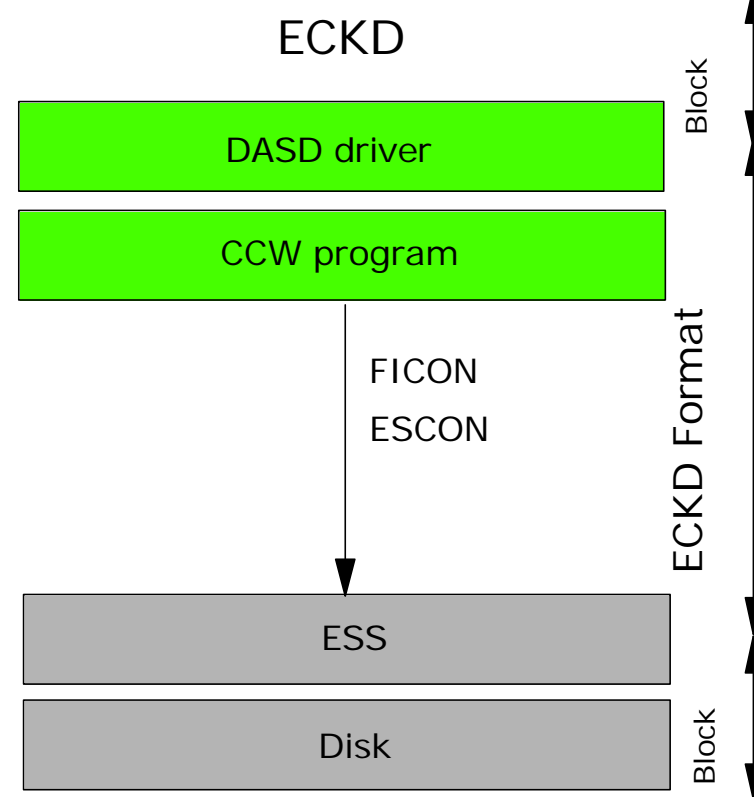 ECKD
Block
DASD driver
CCW program
FICON
ESCON
ECKD Format
ESS
Disk
Block